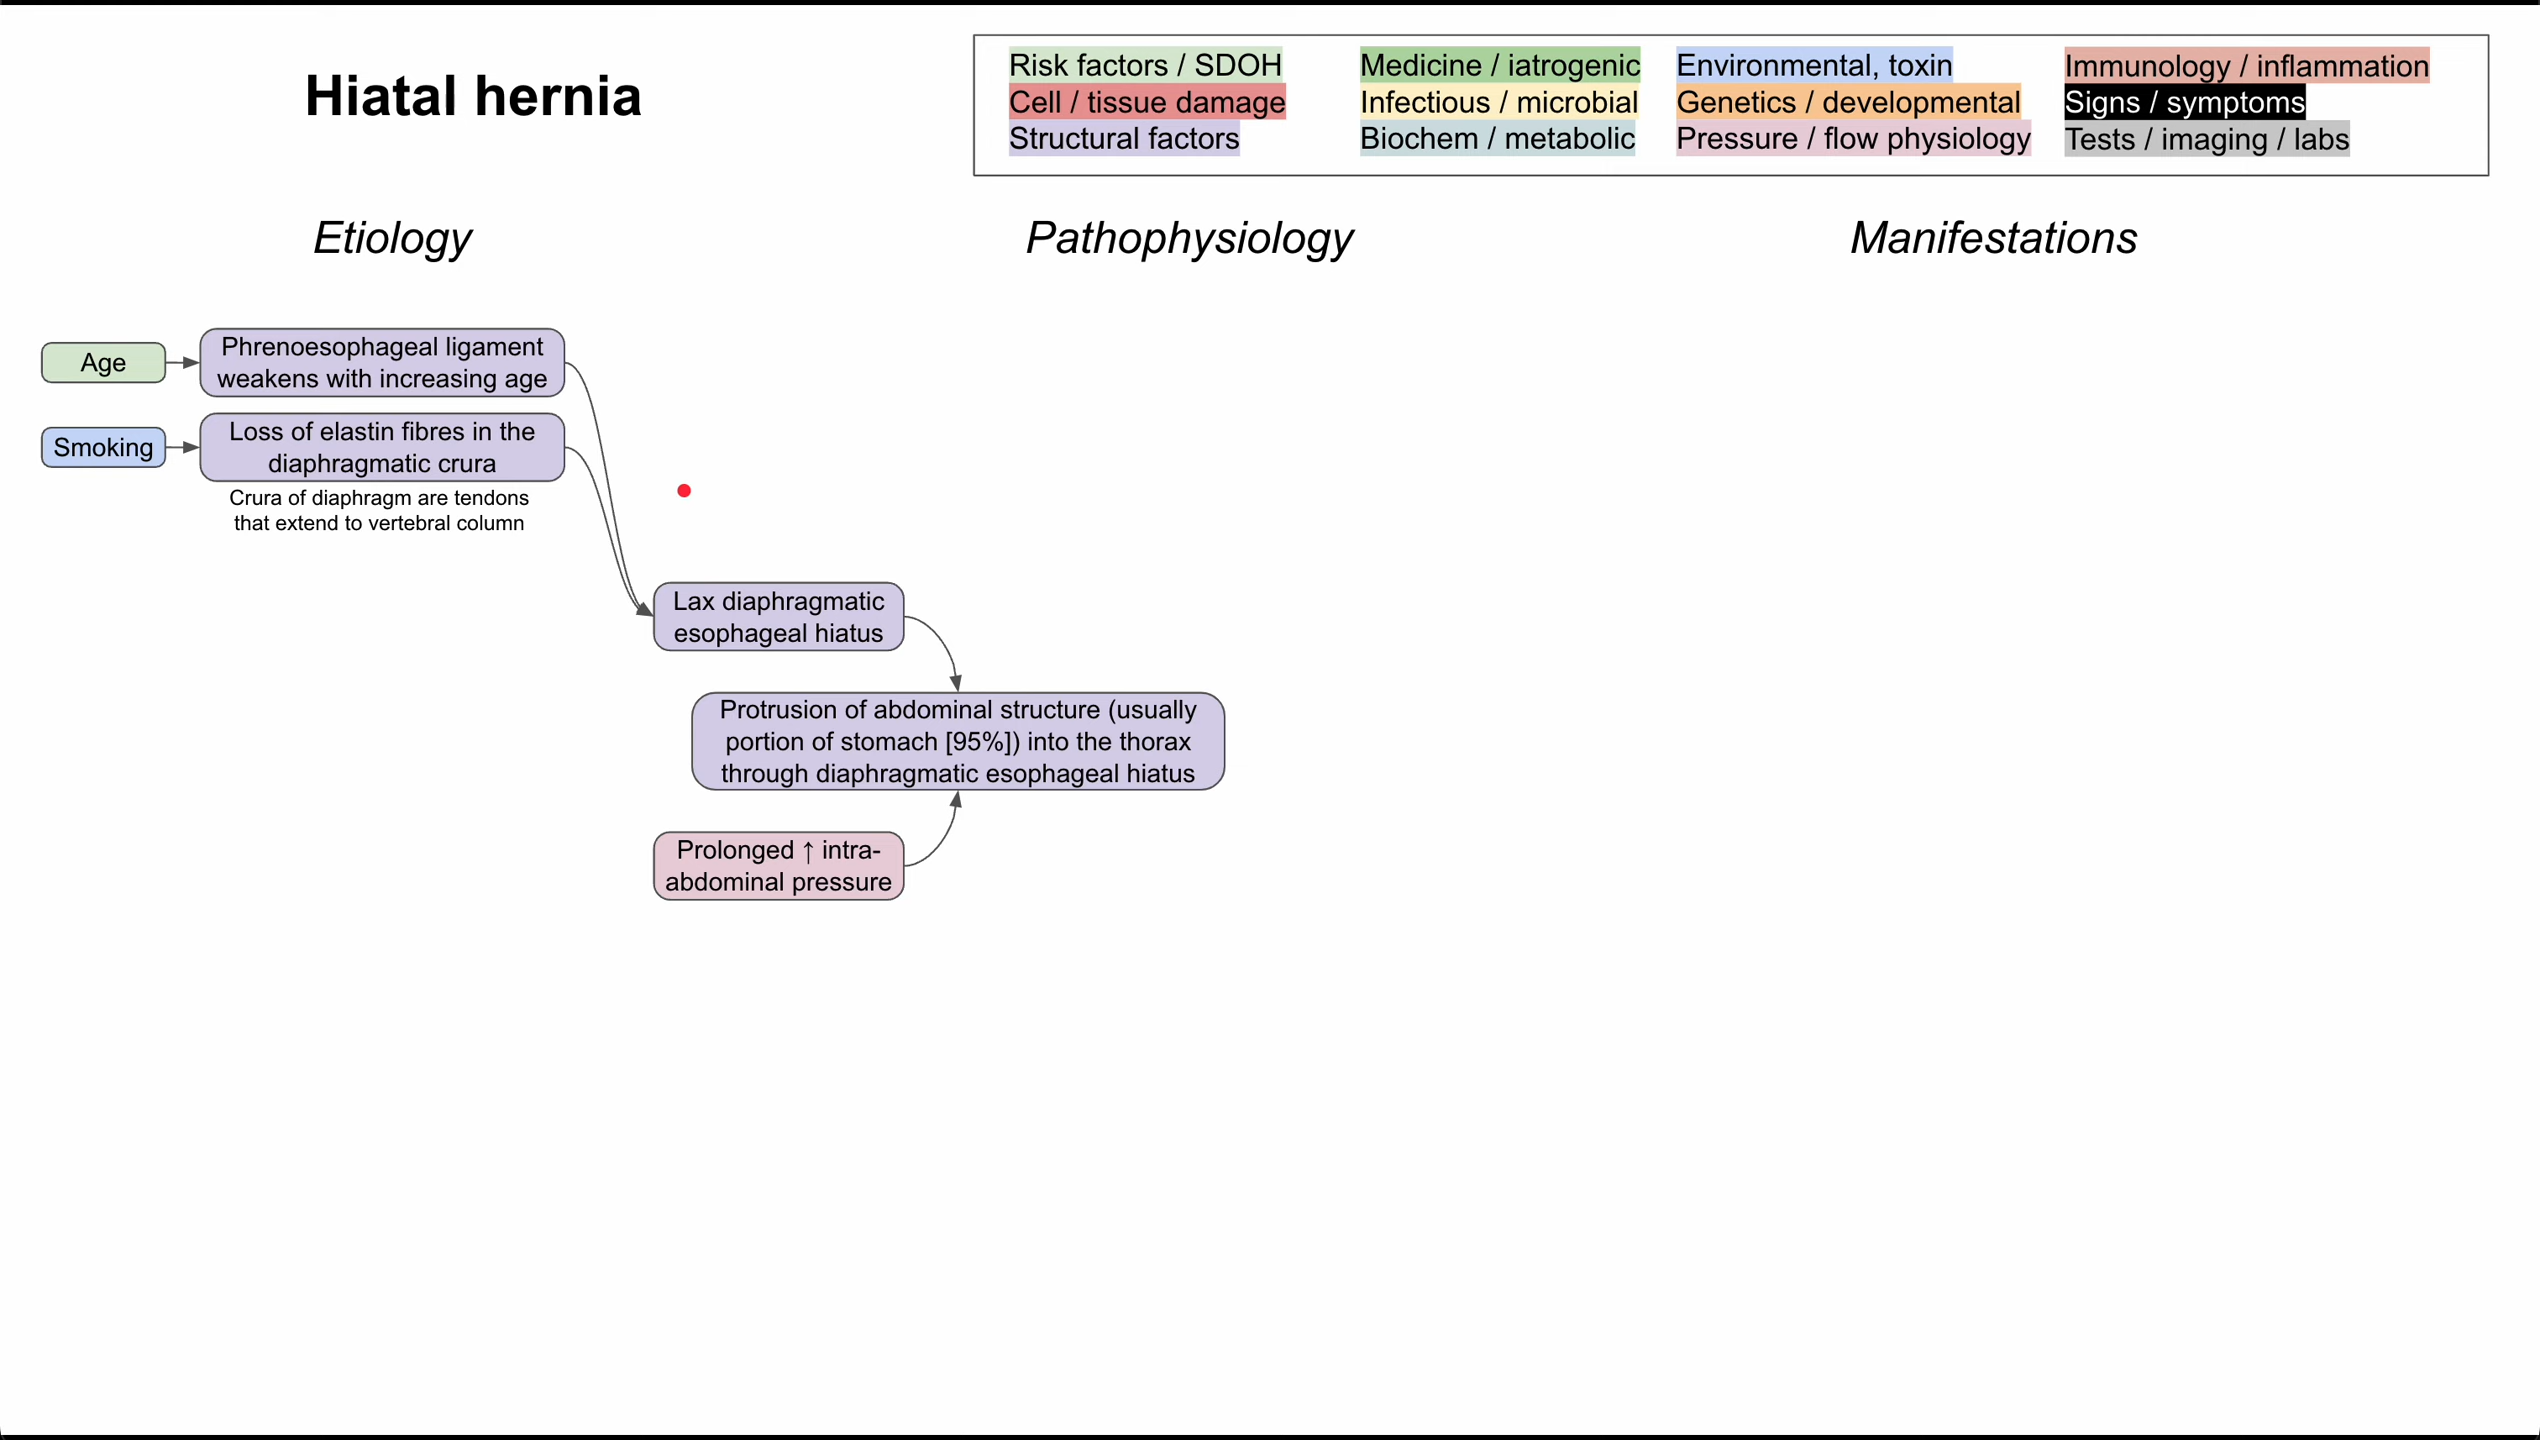 Hiatal hernia
Risk factors / SDOH
Cell / tissue damage
Structural factors
Medicine / iatrogenic
Infectious / microbial
Biochem / metabolic
Environmental, toxin
Genetics / developmental
Pressure / flow physiology
Immunology / inflammation
Signs / symptoms
Tests / imaging / labs
Etiology
Pathophysiology
Manifestations
Age
Phrenoesophageal ligament
weakens with increasing age
Smoking
Loss of elastin fibres in the
diaphragmatic crura
Crura of diaphragm are tendons
that extend to vertebral column
Lax diaphragmatic
esophageal hiatus
Protrusion of abdominal structure (usually
portion of stomach [95%]) into the thorax
through diaphragmatic esophageal hiatus
Prolonged ↑ intra-
abdominal pressure